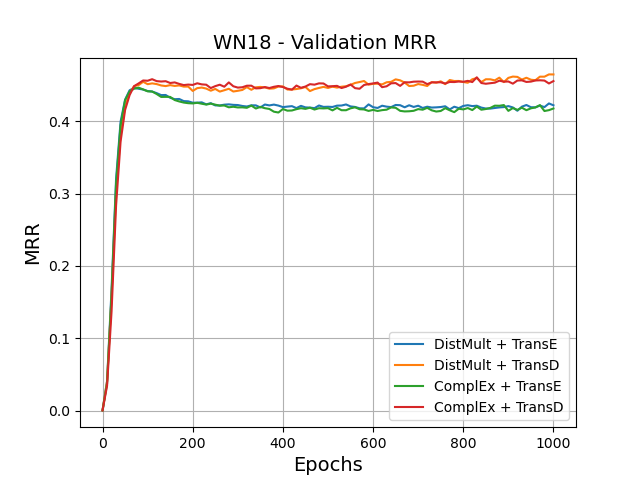 WN18 - Validation MRR
MRR
0.4
0.3
0.2
0.1
0.0
0 200 400 600 800 1000
Epochs
DistMult + TransE
DistMult + TransD
ComplEx + TransE
ComplEx + TransD